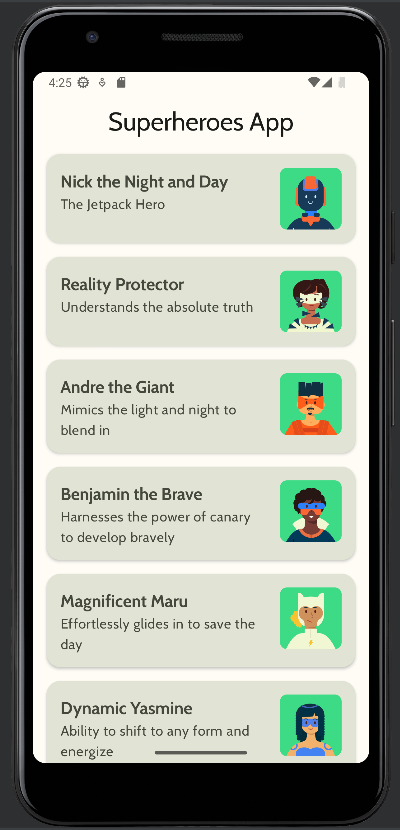 4:25
Superheroes App
Nick the Night and Day
The Jetpack Hero
Reality Protector
Understands the absolute truth
Andre the Giant
Mimics the light and night to
blend in
Benjamin the Brave
Harnesses the power of canary
to develop bravely
Magnificent Maru
Effortlessly glides in to save the
day
Dynamic Yasmine
Ability to shift to any form and
energize